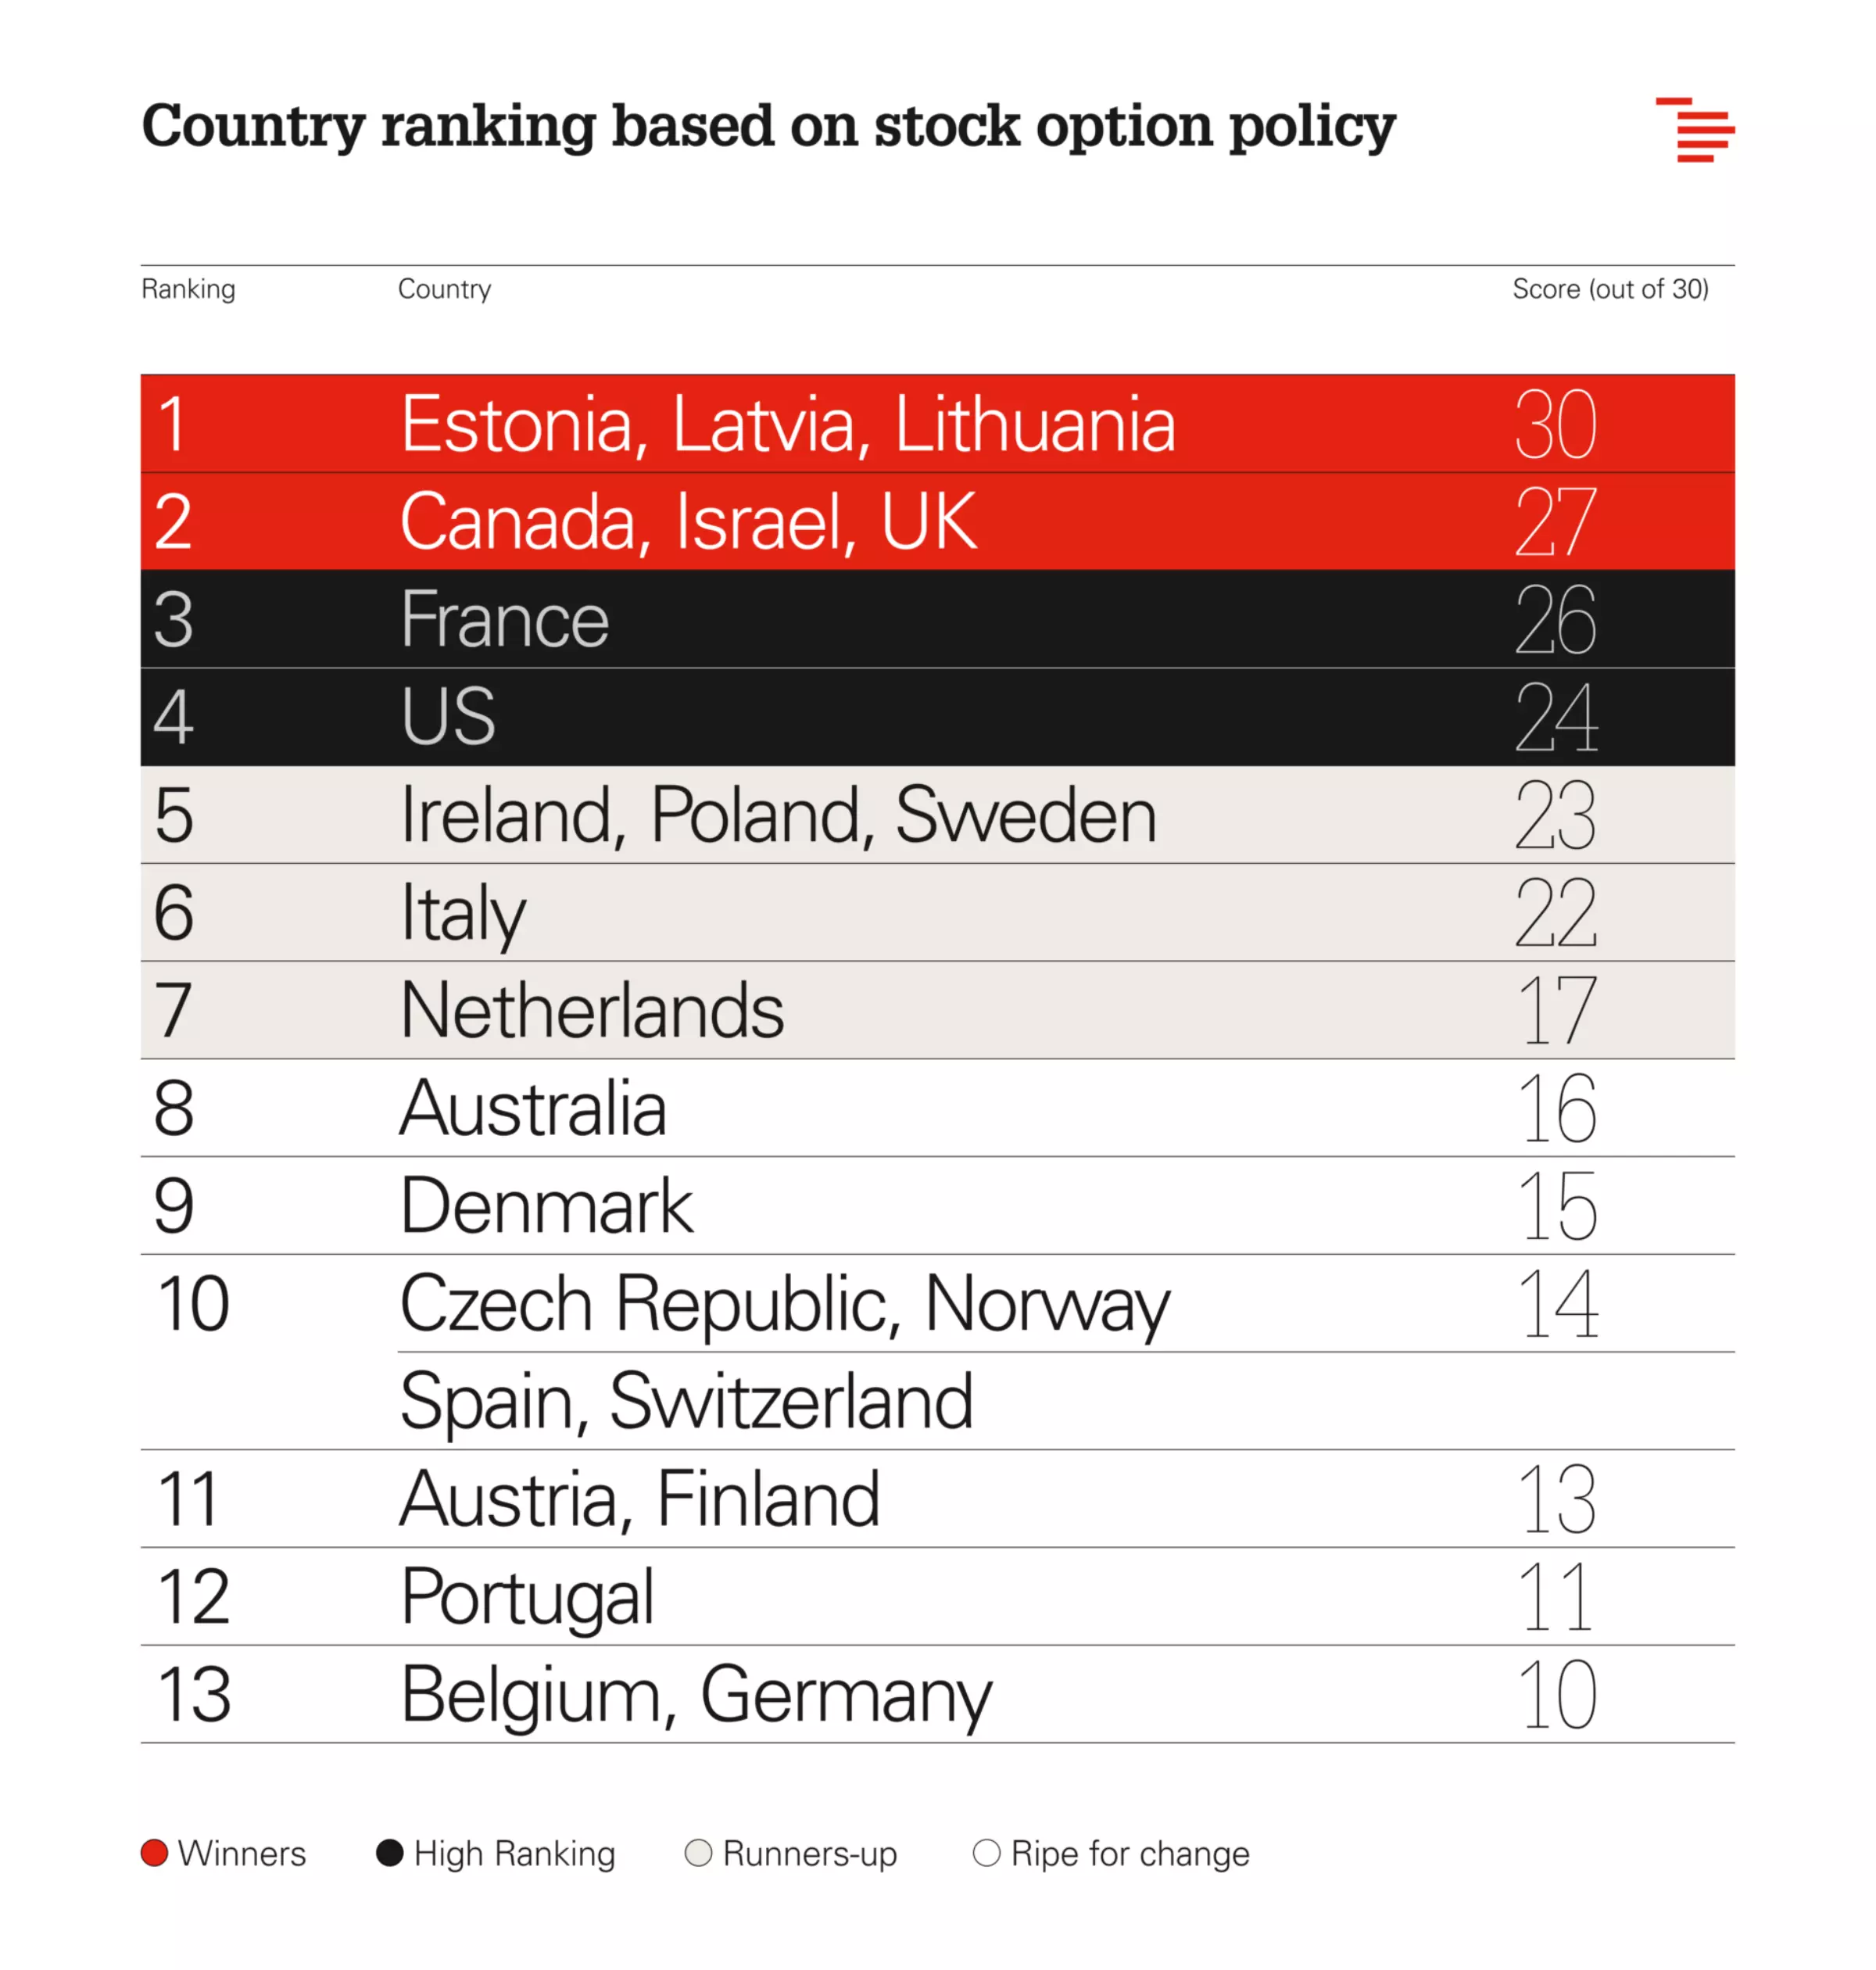 Country ranking based on stock option policy
Ranking Country Score (out of 30)
1 Estonia, Latvia, Lithuania 30
2 Canada, Israel, UK 27
3 France 26
4 US 24
5 Ireland, Poland, Sweden 23
6 Italy 22
7 Netherlands 17
8 Australia 16
9 Denmark 15
10 Czech Republic, Norway 14
Spain, Switzerland
11 Austria, Finland 13
12 Portugal 11
13 Belgium, Germany 10
Winners High Ranking Runners-up Ripe for change